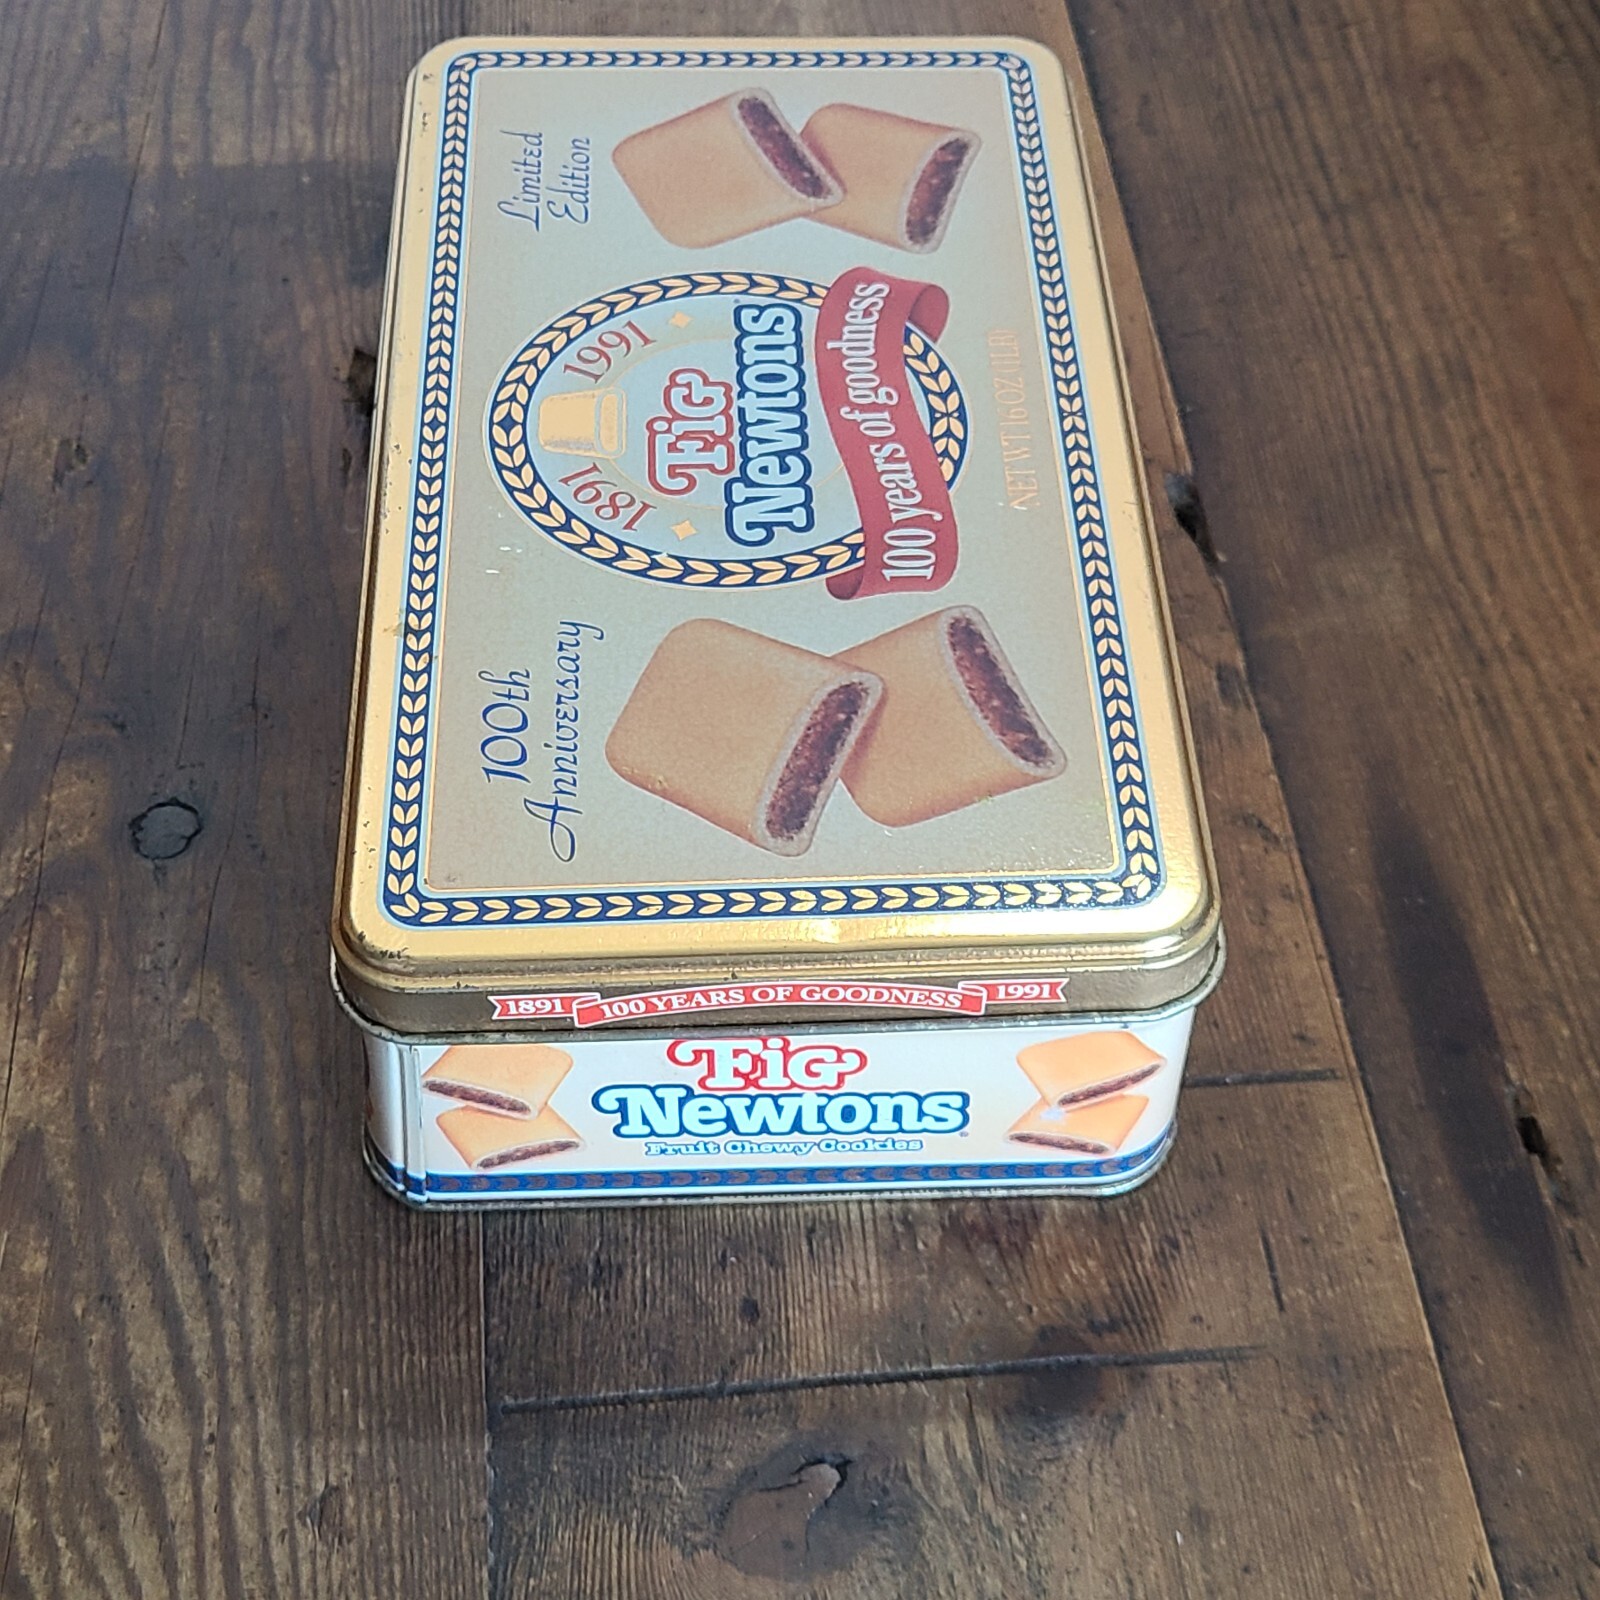 100th
Anniversary
Limited
Edition
1891 1991
Fig
Newtons
100 years of goodness
NET WT 16 OZ (1 LB)
1891 100 YEARS OF GOODNESS 1991
Fig
Newtons
Fruit Chewy Cookies